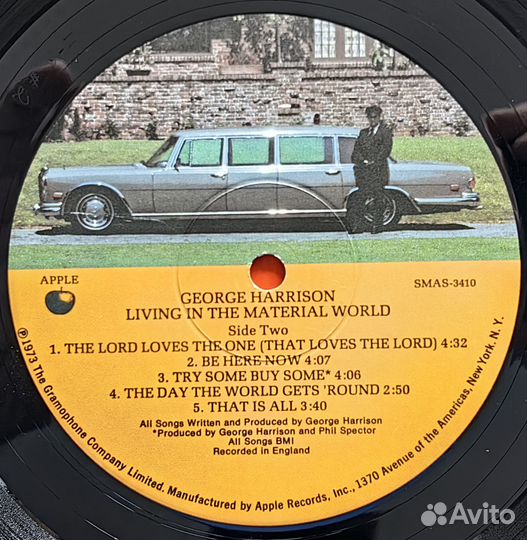 APPLE
SMAS-3410
GEORGE HARRISON
LIVING IN THE MATERIAL WORLD
Side Two
1. THE LORD LOVES THE ONE (THAT LOVES THE LORD) 4:32
2. BE HERE NOW 4:07
3. TRY SOME BUY SOME* 4:06
4. THE DAY THE WORLD GETS 'ROUND 2:50
5. THAT IS ALL 3:40
All Songs Written and Produced by George Harrison
*Produced by George Harrison and Phil Spector
All Songs BMI
Recorded in England
℗1973 The Gramophone Company Limited. Manufactured by Apple Records, Inc., 1370 Avenue of the Americas, New York, N. Y.
Avito